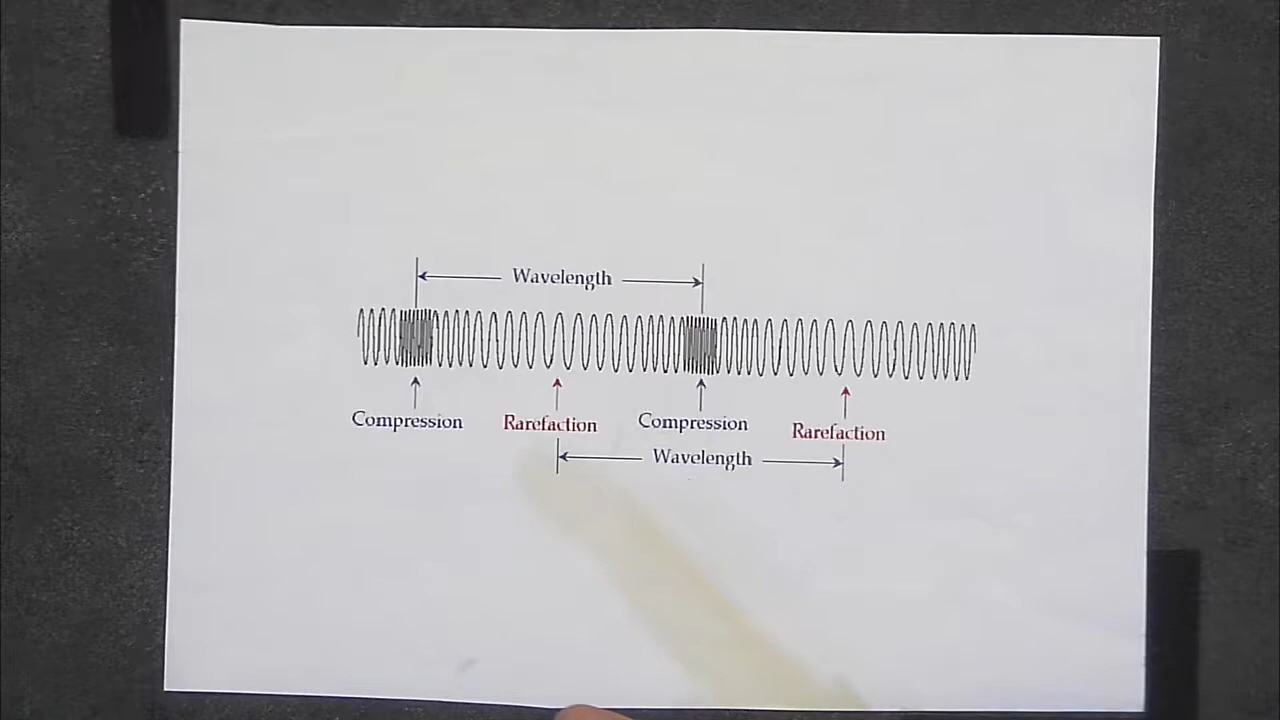 Wavelength
Compression
Rarefaction
Compression
Rarefaction
Wavelength